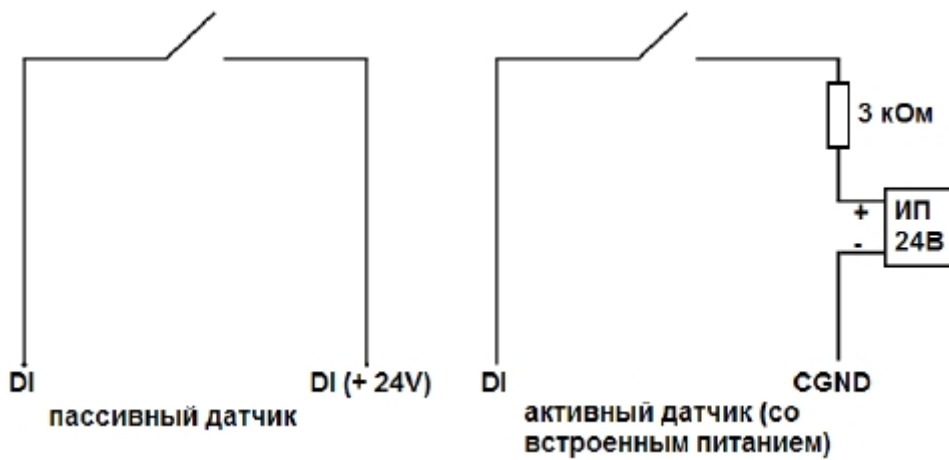 3 кОм
+ ИП
- 24В
DI
DI (+ 24V)
DI
CGND
пассивный датчик
активный датчик (со
встроенным питанием)